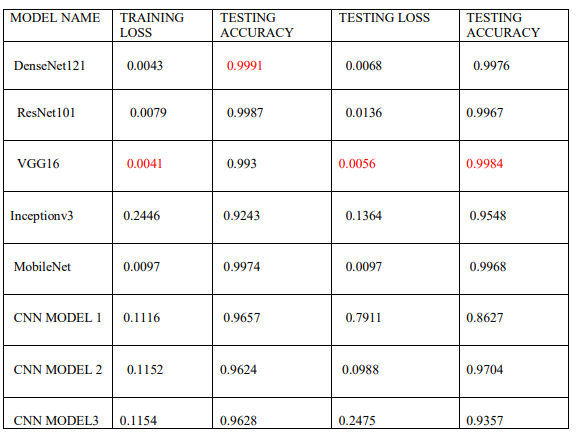 MODEL NAME TRAINING LOSS TESTING ACCURACY TESTING LOSS TESTING ACCURACY
DenseNet121 0.0043 0.9991 0.0068 0.9976
ResNet101 0.0079 0.9987 0.0136 0.9967
VGG16 0.0041 0.993 0.0056 0.9984
Inceptionv3 0.2446 0.9243 0.1364 0.9548
MobileNet 0.0097 0.9974 0.0097 0.9968
CNN MODEL 1 0.1116 0.9657 0.7911 0.8627
CNN MODEL 2 0.1152 0.9624 0.0988 0.9704
CNN MODEL3 0.1154 0.9628 0.2475 0.9357